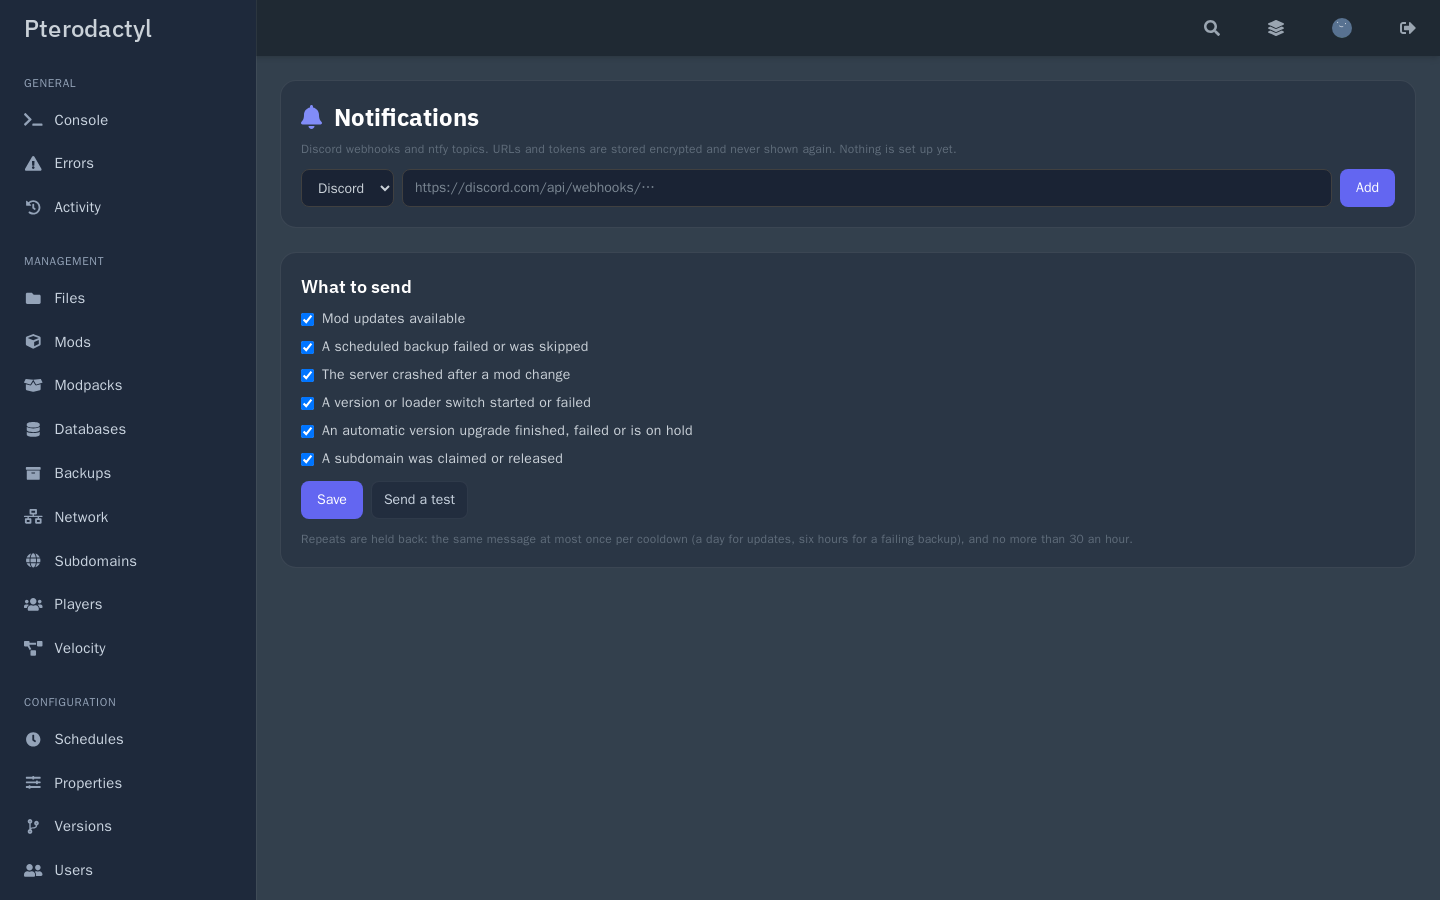 Pterodactyl
GENERAL
Console
Errors
Activity
MANAGEMENT
Files
Mods
Modpacks
Databases
Backups
Network
Subdomains
Players
Velocity
CONFIGURATION
Schedules
Properties
Versions
Users
Notifications
Discord webhooks and ntfy topics. URLs and tokens are stored encrypted and never shown again. Nothing is set up yet.
Discord
https://discord.com/api/webhooks/…
Add
What to send
Mod updates available
A scheduled backup failed or was skipped
The server crashed after a mod change
A version or loader switch started or failed
An automatic version upgrade finished, failed or is on hold
A subdomain was claimed or released
Save
Send a test
Repeats are held back: the same message at most once per cooldown (a day for updates, six hours for a failing backup), and no more than 30 an hour.